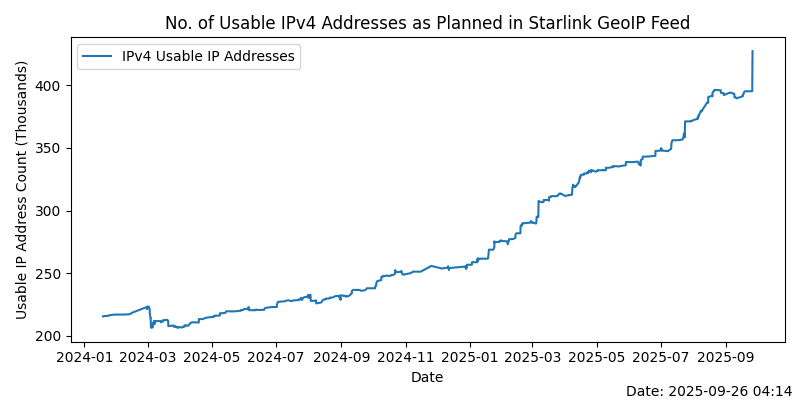 No. of Usable IPv4 Addresses as Planned in Starlink GeoIP Feed
IPv4 Usable IP Addresses
Usable IP Address Count (Thousands)
400
350
300
250
200
2024-01 2024-03 2024-05 2024-07 2024-09 2024-11 2025-01 2025-03 2025-05 2025-07 2025-09
Date
Date: 2025-09-26 04:14